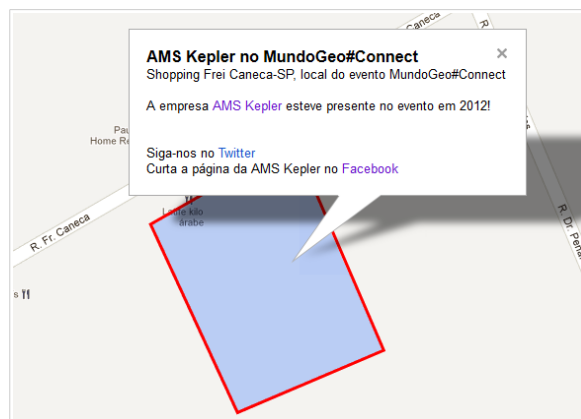 AMS Kepler no MundoGeo#Connect
Shopping Frei Caneca-SP, local do evento MundoGeo#Connect
A empresa AMS Kepler esteve presente no evento em 2012!
Siga-nos no Twitter
Curta a página da AMS Kepler no Facebook
Caneca
Home
kilo
árabe
R. Fr. Caneca
R. Dr. Penaf
s